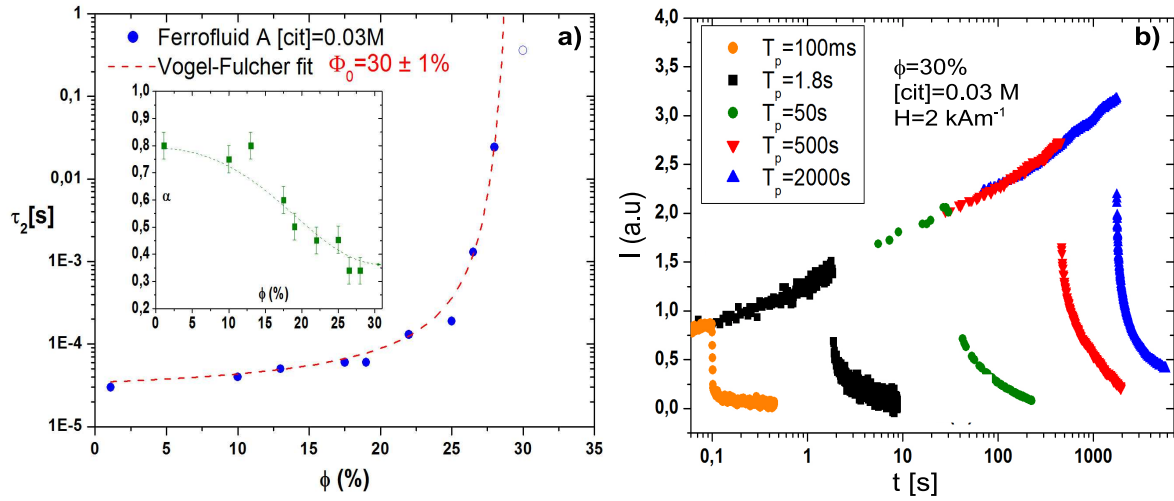 a)
Ferrofluid A [cit]=0.03M
Vogel-Fulcher fit Φ₀=30 ± 1%
1
0,1
0,01
1E-3
1E-4
1E-5
τ₂[s]
0 5 10 15 20 25 30 35
ϕ (%)
0,9
0,8
0,7
0,6
0,5
0,4
0,3
0,2
α
0 5 10 15 20 25 30
ϕ (%)
b)
Tp=100ms
Tp=1.8s
Tp=50s
Tp=500s
Tp=2000s
ϕ=30%
[cit]=0.03 M
H=2 kAm⁻¹
4,0
3,5
3,0
2,5
2,0
1,5
1,0
0,5
0,0
I (a.u)
0,1 1 10 100 1000
t [s]